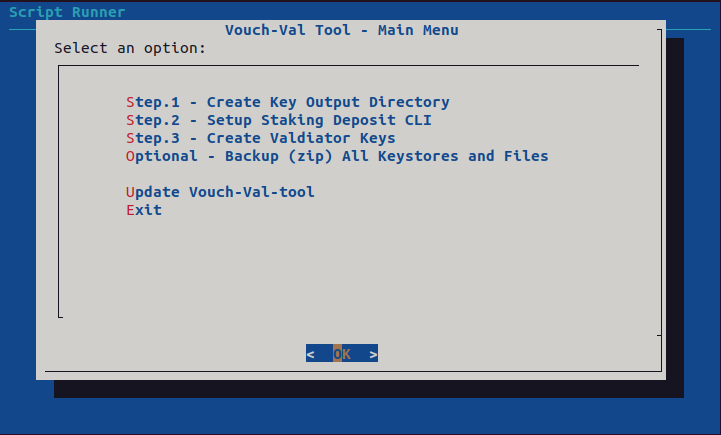 Script Runner
Vouch-Val Tool - Main Menu
Select an option:
Step.1 - Create Key Output Directory
Step.2 - Setup Staking Deposit CLI
Step.3 - Create Valdiator Keys
Optional - Backup (zip) All Keystores and Files
Update Vouch-Val-tool
Exit
< OK >